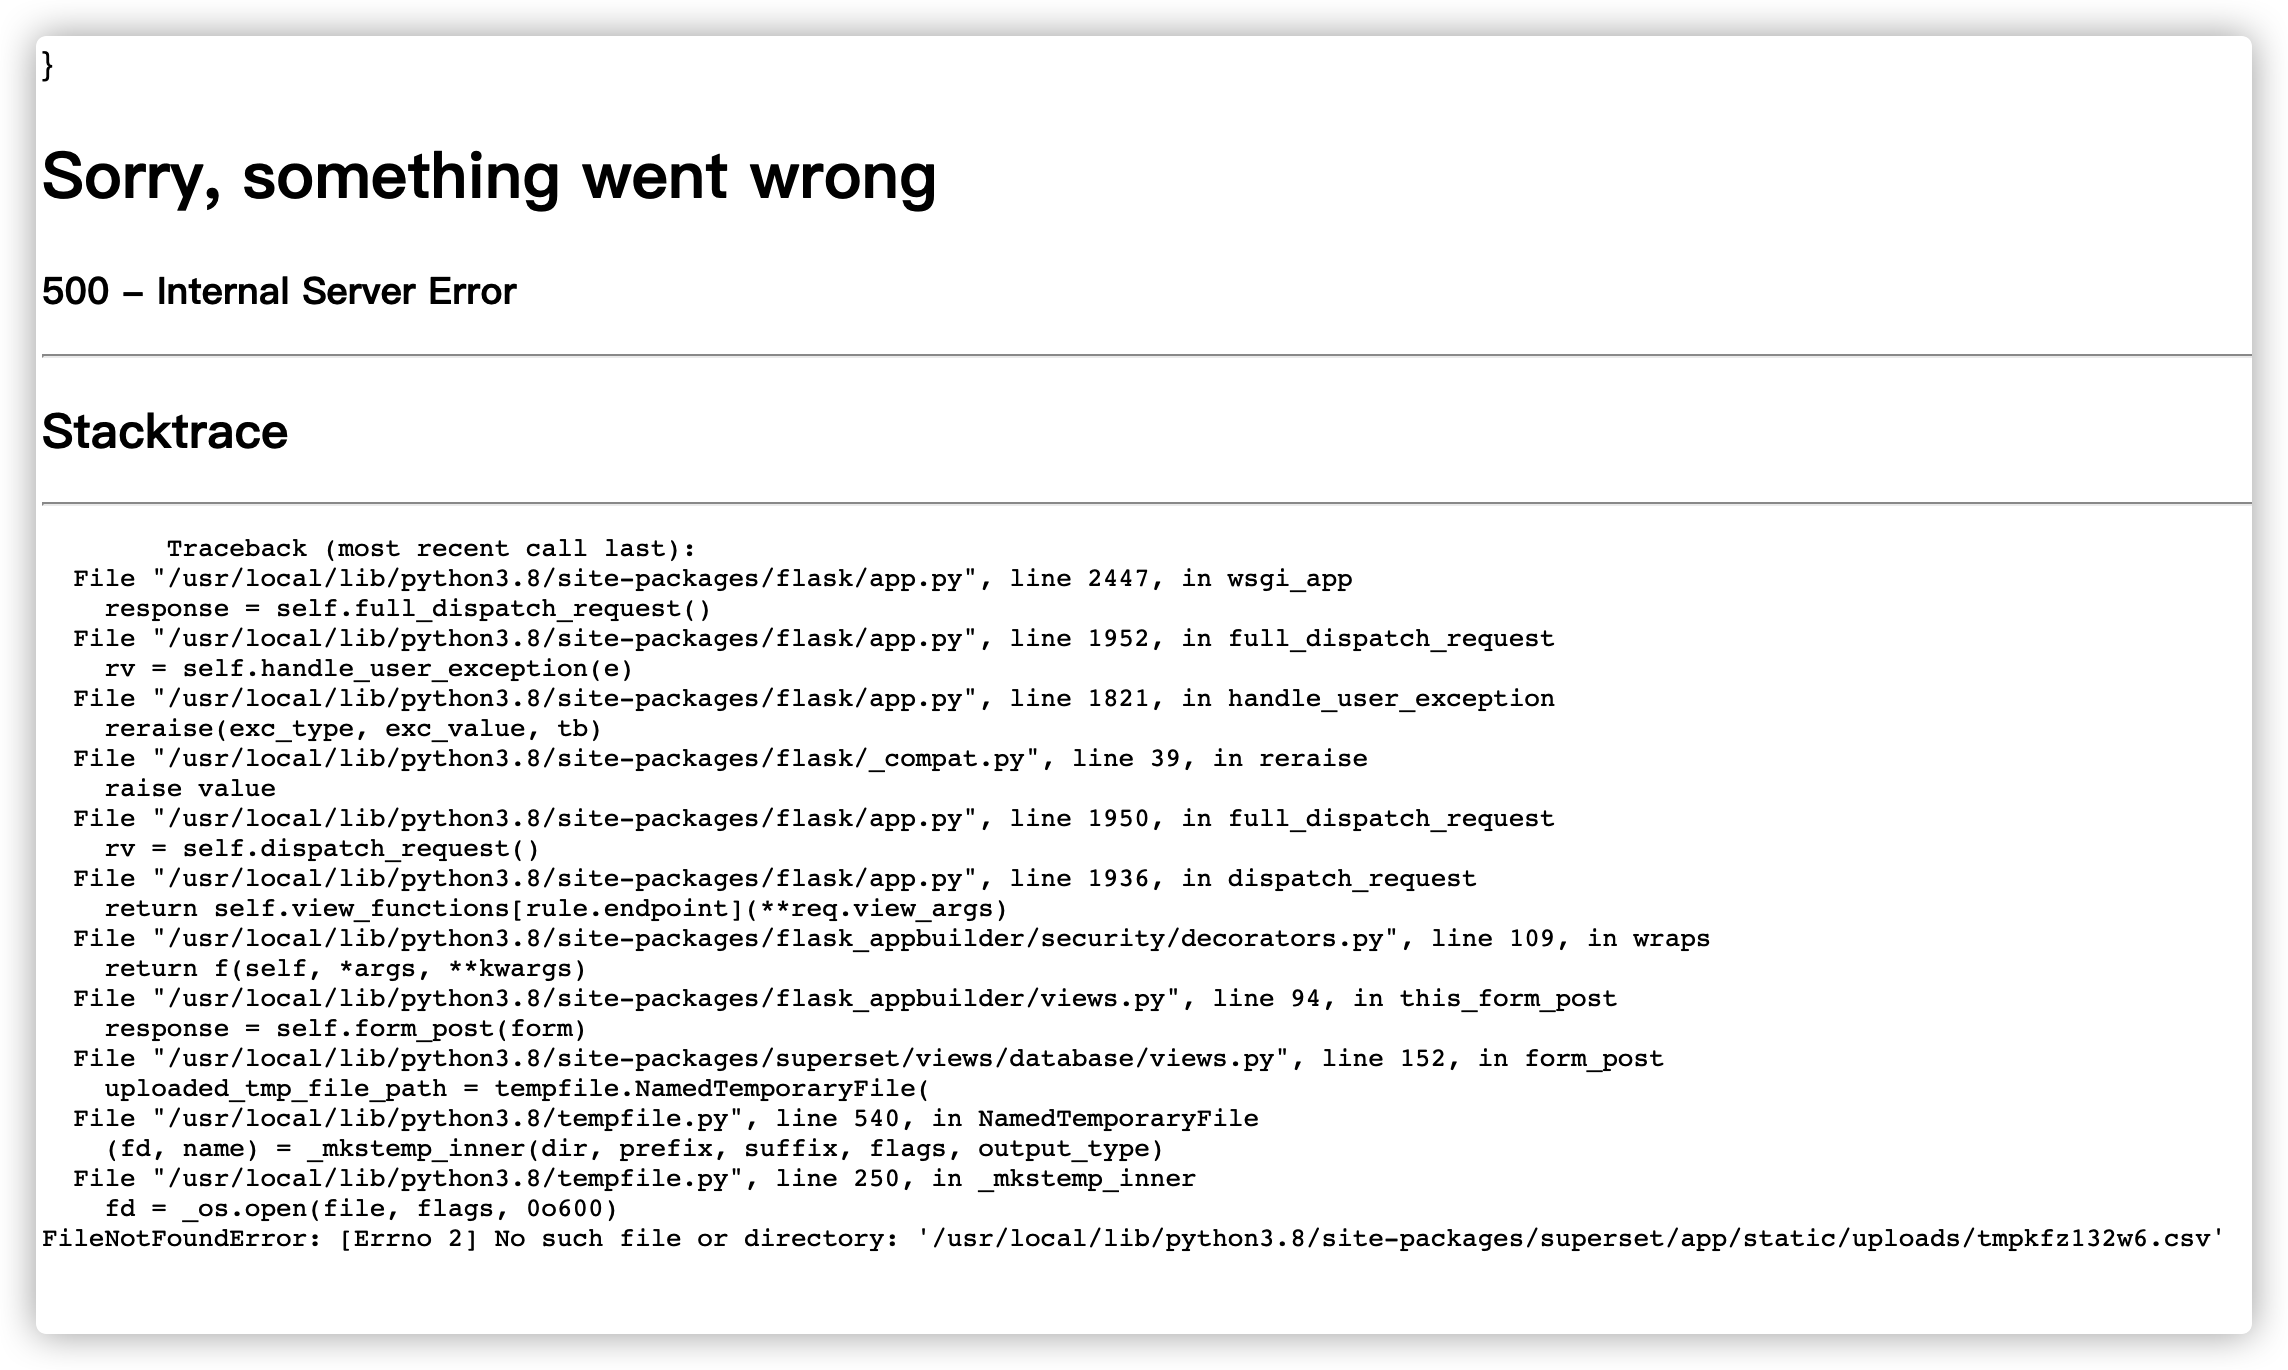 }
Sorry, something went wrong
500 – Internal Server Error
Stacktrace
Traceback (most recent call last):
File "/usr/local/lib/python3.8/site-packages/flask/app.py", line 2447, in wsgi_app
response = self.full_dispatch_request()
File "/usr/local/lib/python3.8/site-packages/flask/app.py", line 1952, in full_dispatch_request
rv = self.handle_user_exception(e)
File "/usr/local/lib/python3.8/site-packages/flask/app.py", line 1821, in handle_user_exception
reraise(exc_type, exc_value, tb)
File "/usr/local/lib/python3.8/site-packages/flask/_compat.py", line 39, in reraise
raise value
File "/usr/local/lib/python3.8/site-packages/flask/app.py", line 1950, in full_dispatch_request
rv = self.dispatch_request()
File "/usr/local/lib/python3.8/site-packages/flask/app.py", line 1936, in dispatch_request
return self.view_functions[rule.endpoint](**req.view_args)
File "/usr/local/lib/python3.8/site-packages/flask_appbuilder/security/decorators.py", line 109, in wraps
return f(self, *args, **kwargs)
File "/usr/local/lib/python3.8/site-packages/flask_appbuilder/views.py", line 94, in this_form_post
response = self.form_post(form)
File "/usr/local/lib/python3.8/site-packages/superset/views/database/views.py", line 152, in form_post
uploaded_tmp_file_path = tempfile.NamedTemporaryFile(
File "/usr/local/lib/python3.8/tempfile.py", line 540, in NamedTemporaryFile
(fd, name) = _mkstemp_inner(dir, prefix, suffix, flags, output_type)
File "/usr/local/lib/python3.8/tempfile.py", line 250, in _mkstemp_inner
fd = _os.open(file, flags, 0o600)
FileNotFoundError: [Errno 2] No such file or directory: '/usr/local/lib/python3.8/site-packages/superset/app/static/uploads/tmpkfz132w6.csv'